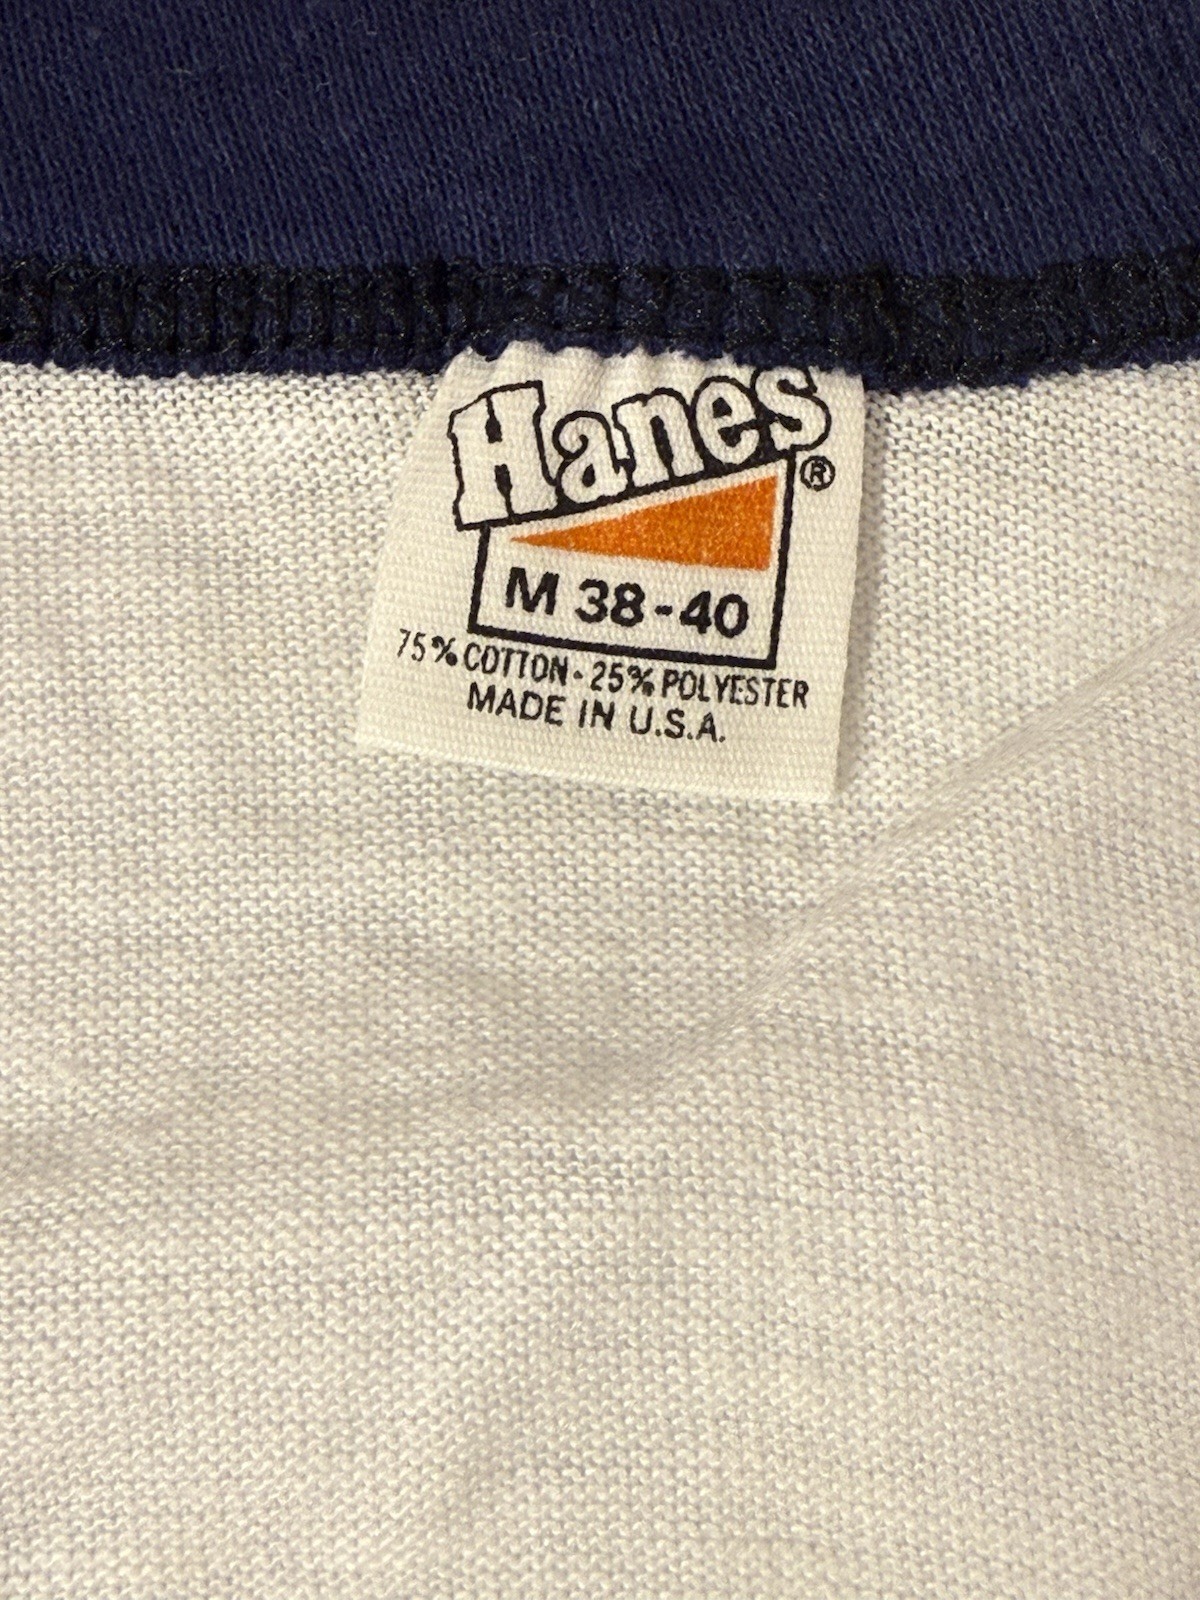 Hanes
®
M 38-40
75% COTTON - 25% POLYESTER
MADE IN U.S.A.